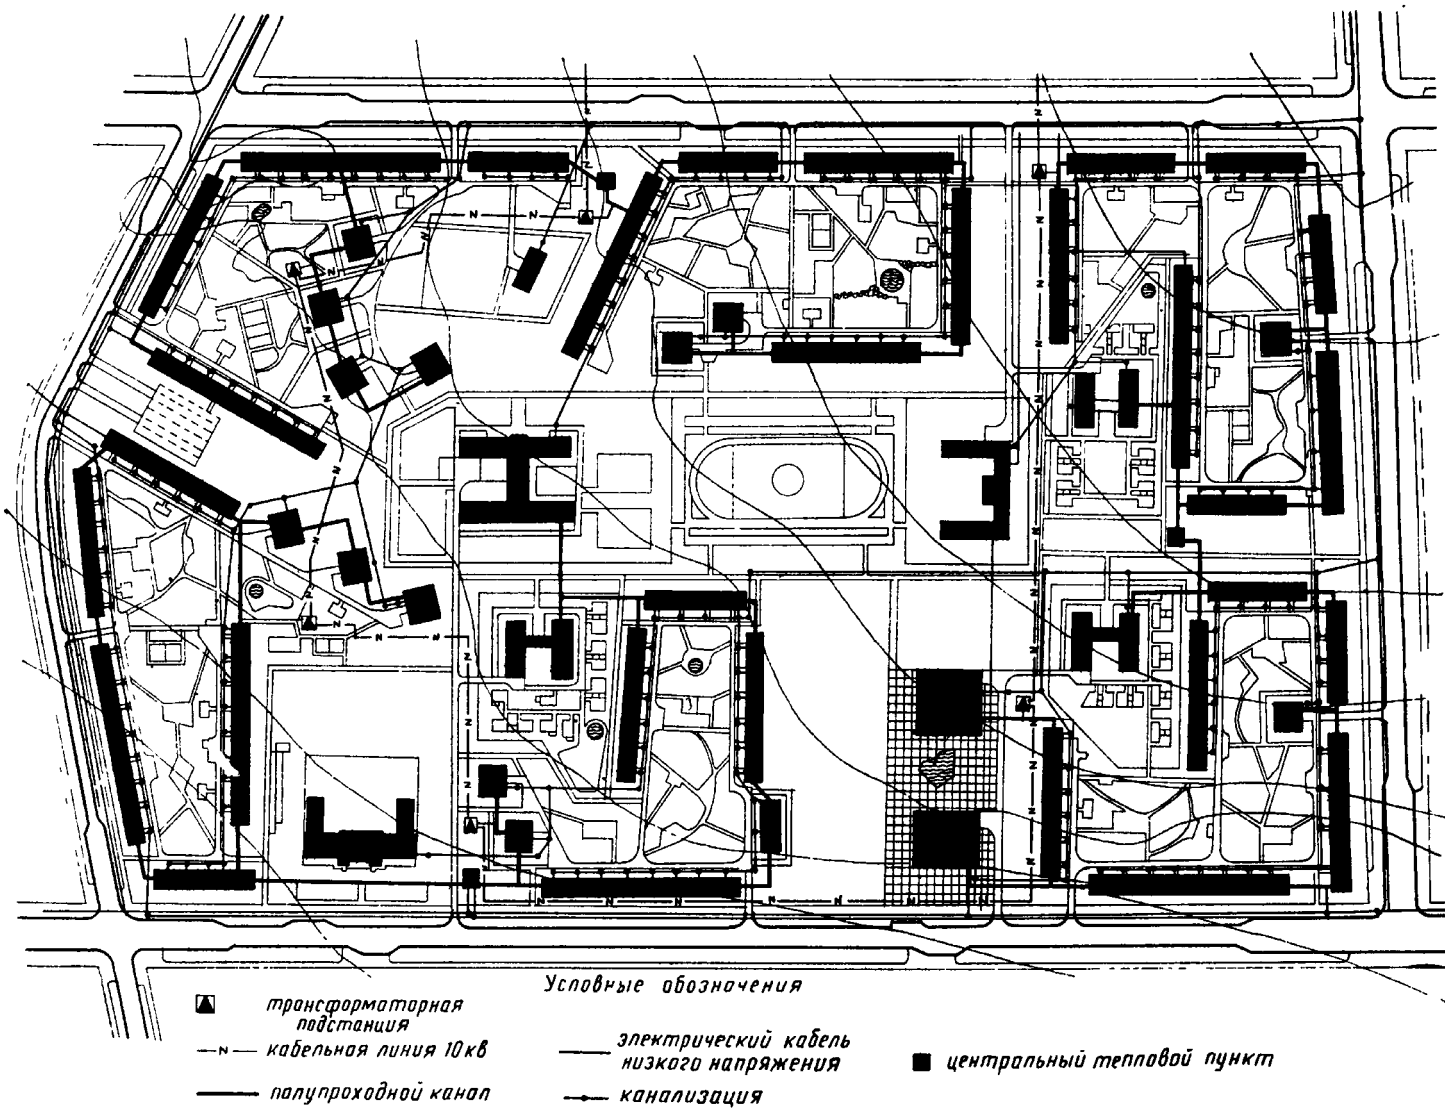 Условные обозначения
трансформаторная
подстанция
N кабельная линия 10кв
полупроходной канал
электрический кабель
низкого напряжения
канализация
центральный тепловой пункт